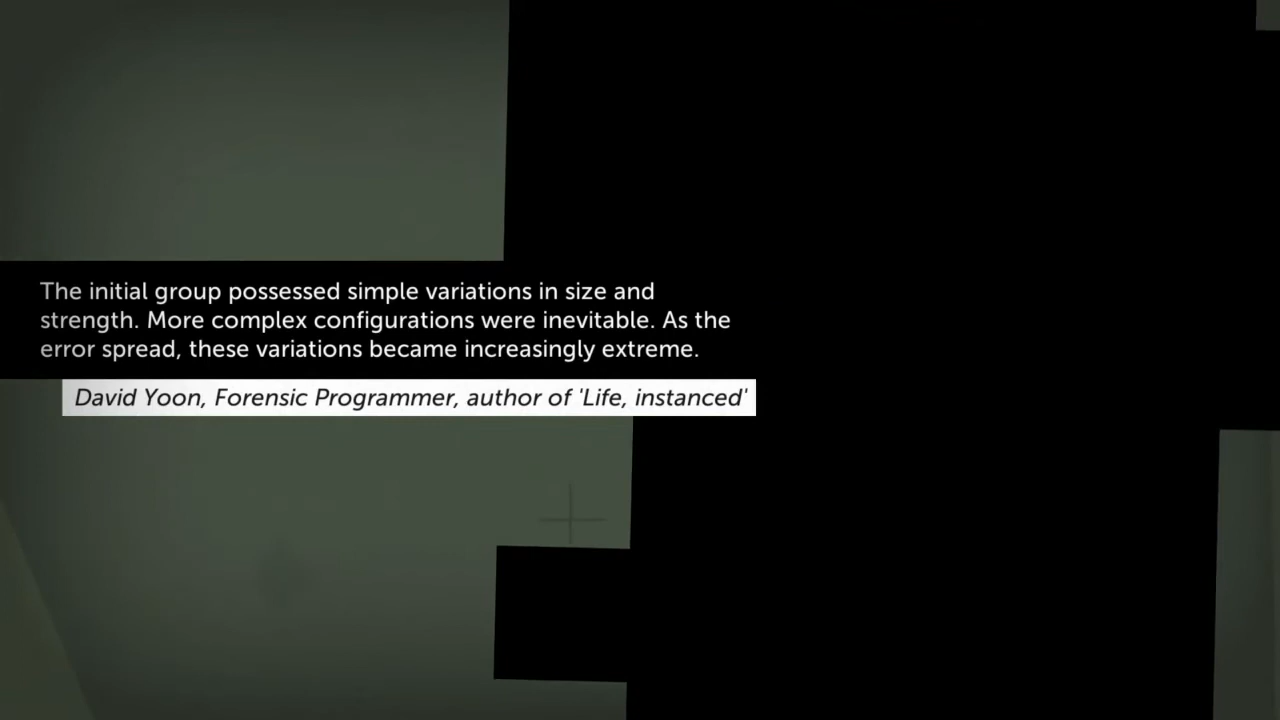 The initial group possessed simple variations in size and
strength. More complex configurations were inevitable. As the
error spread, these variations became increasingly extreme.
David Yoon, Forensic Programmer, author of 'Life, instanced'